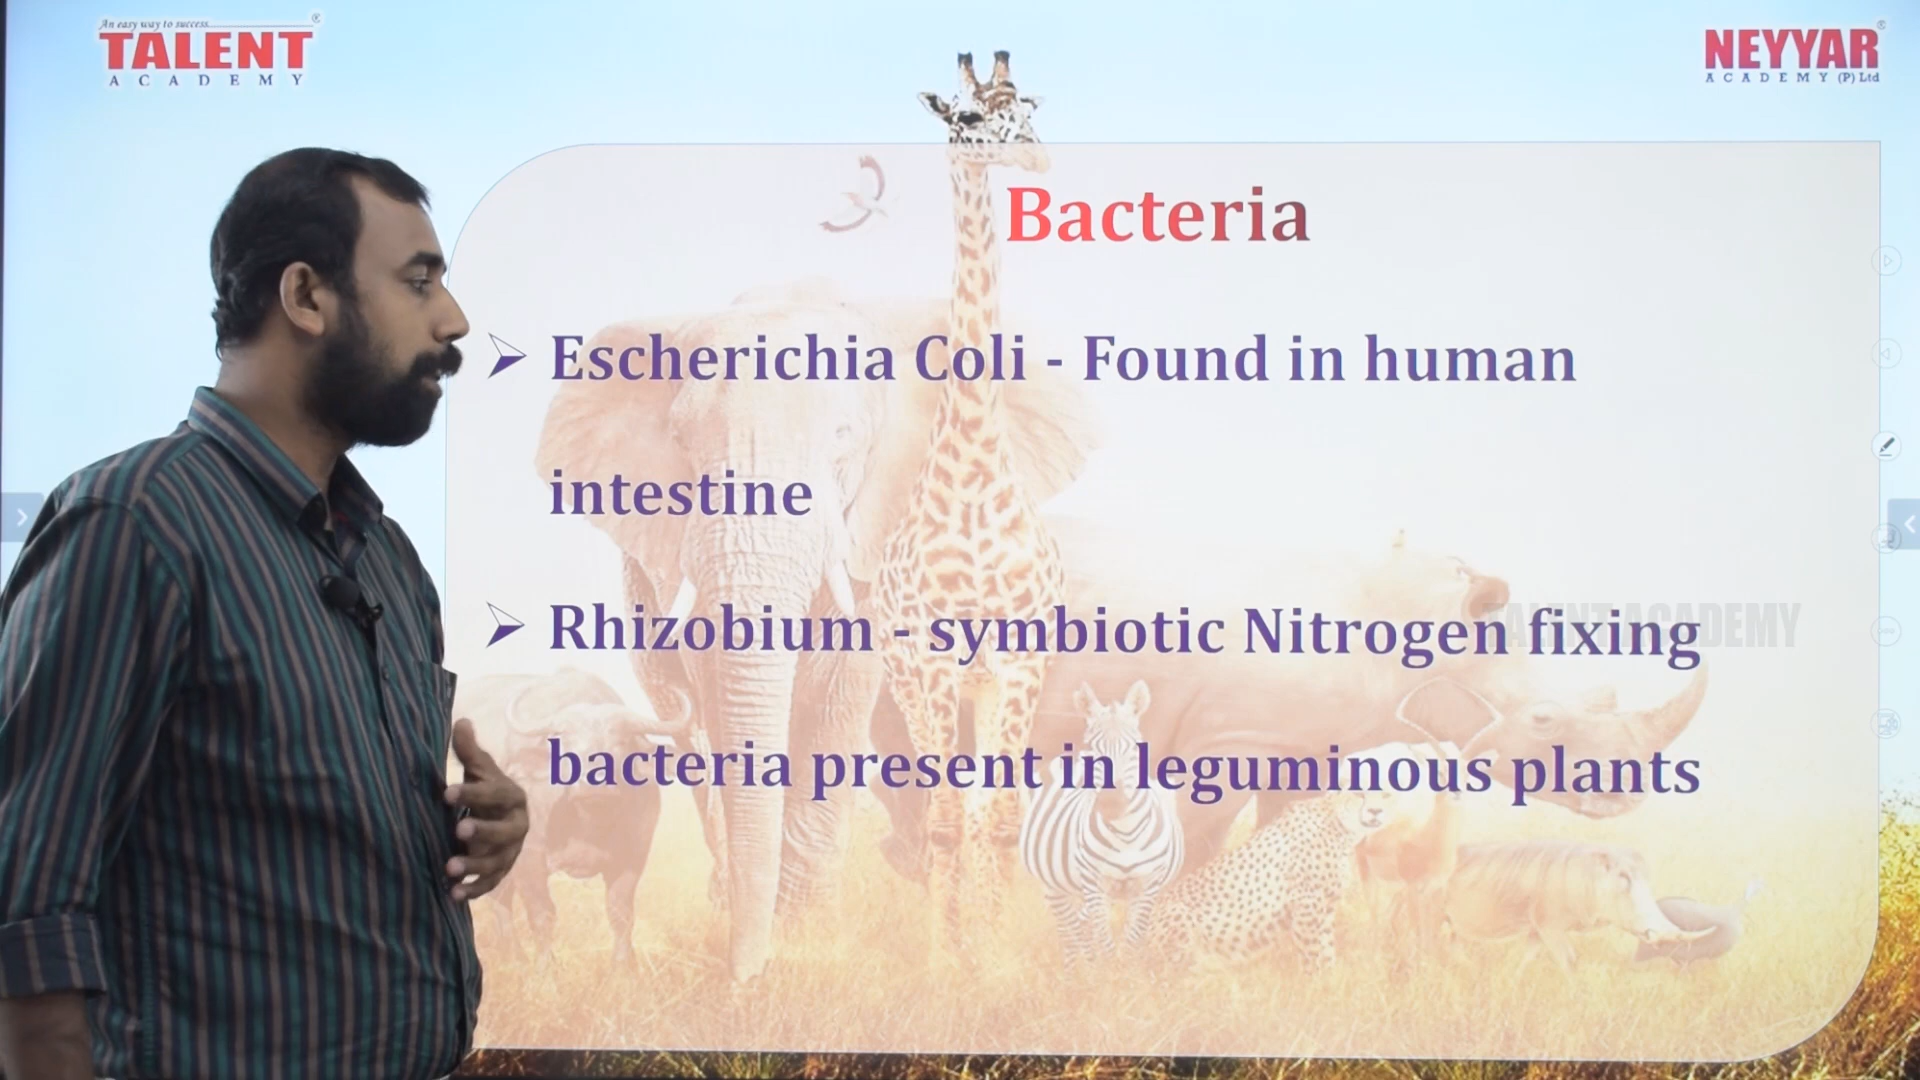 An easy way to success
TALENT
ACADEMY
NEYYAR
ACADEMY (P) Ltd
Bacteria
Escherichia Coli - Found in human
intestine
Rhizobium - symbiotic Nitrogen fixing
bacteria present in leguminous plants
TALENT ACADEMY